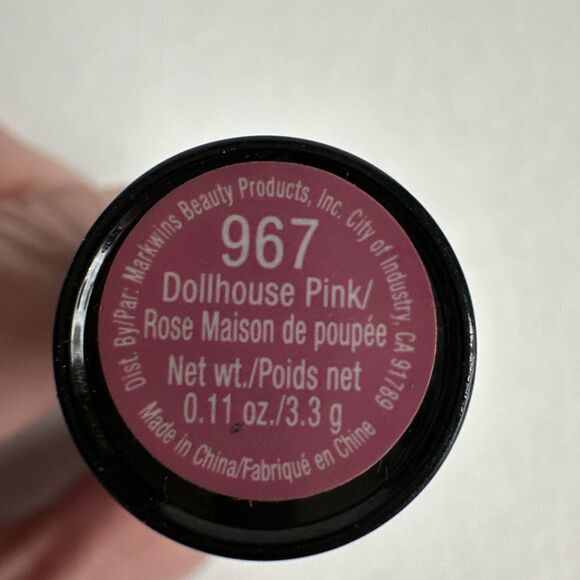 Dist. By/Par: Markwins Beauty Products, Inc. City of Industry, CA 91789
967
Dollhouse Pink/
Rose Maison de poupée
Net wt./Poids net
0.11 oz./3.3 g
Made in China/Fabriqué en Chine